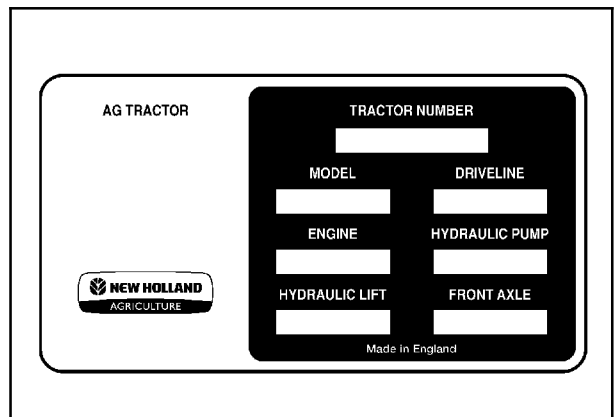 AG TRACTOR
NEW HOLLAND
AGRICULTURE
TRACTOR NUMBER
MODEL DRIVELINE
ENGINE HYDRAULIC PUMP
HYDRAULIC LIFT FRONT AXLE
Made in England